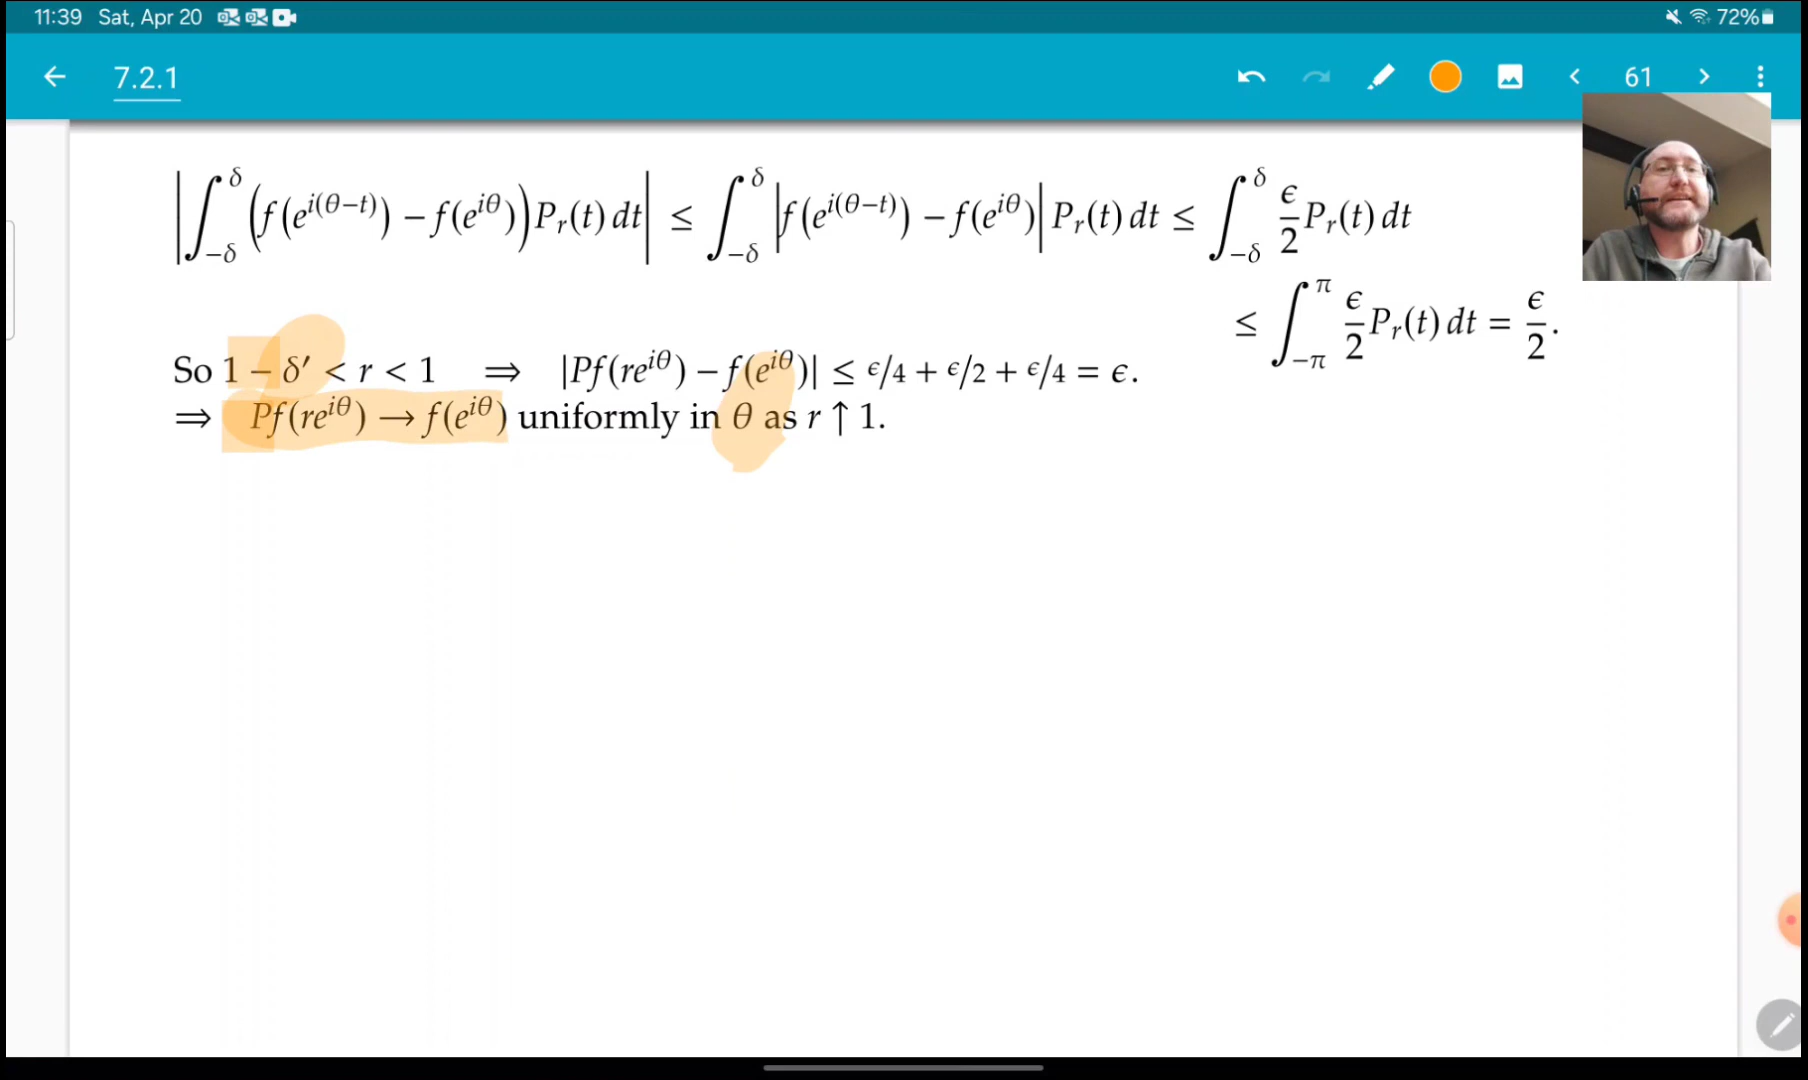 11:39 Sat, Apr 20 72%
7.2.1 61
|∫_{−δ}^{δ} (f(e^{i(θ−t)}) − f(e^{iθ})) P_r(t) dt| ≤ ∫_{−δ}^{δ} |f(e^{i(θ−t)}) − f(e^{iθ})| P_r(t) dt ≤ ∫_{−δ}^{δ} ϵ/2 P_r(t) dt
≤ ∫_{−π}^{π} ϵ/2 P_r(t) dt = ϵ/2.
So 1 − δ′ < r < 1 ⇒ |Pf(re^{iθ}) − f(e^{iθ})| ≤ ϵ/4 + ϵ/2 + ϵ/4 = ϵ.
⇒ Pf(re^{iθ}) → f(e^{iθ}) uniformly in θ as r ↑ 1.